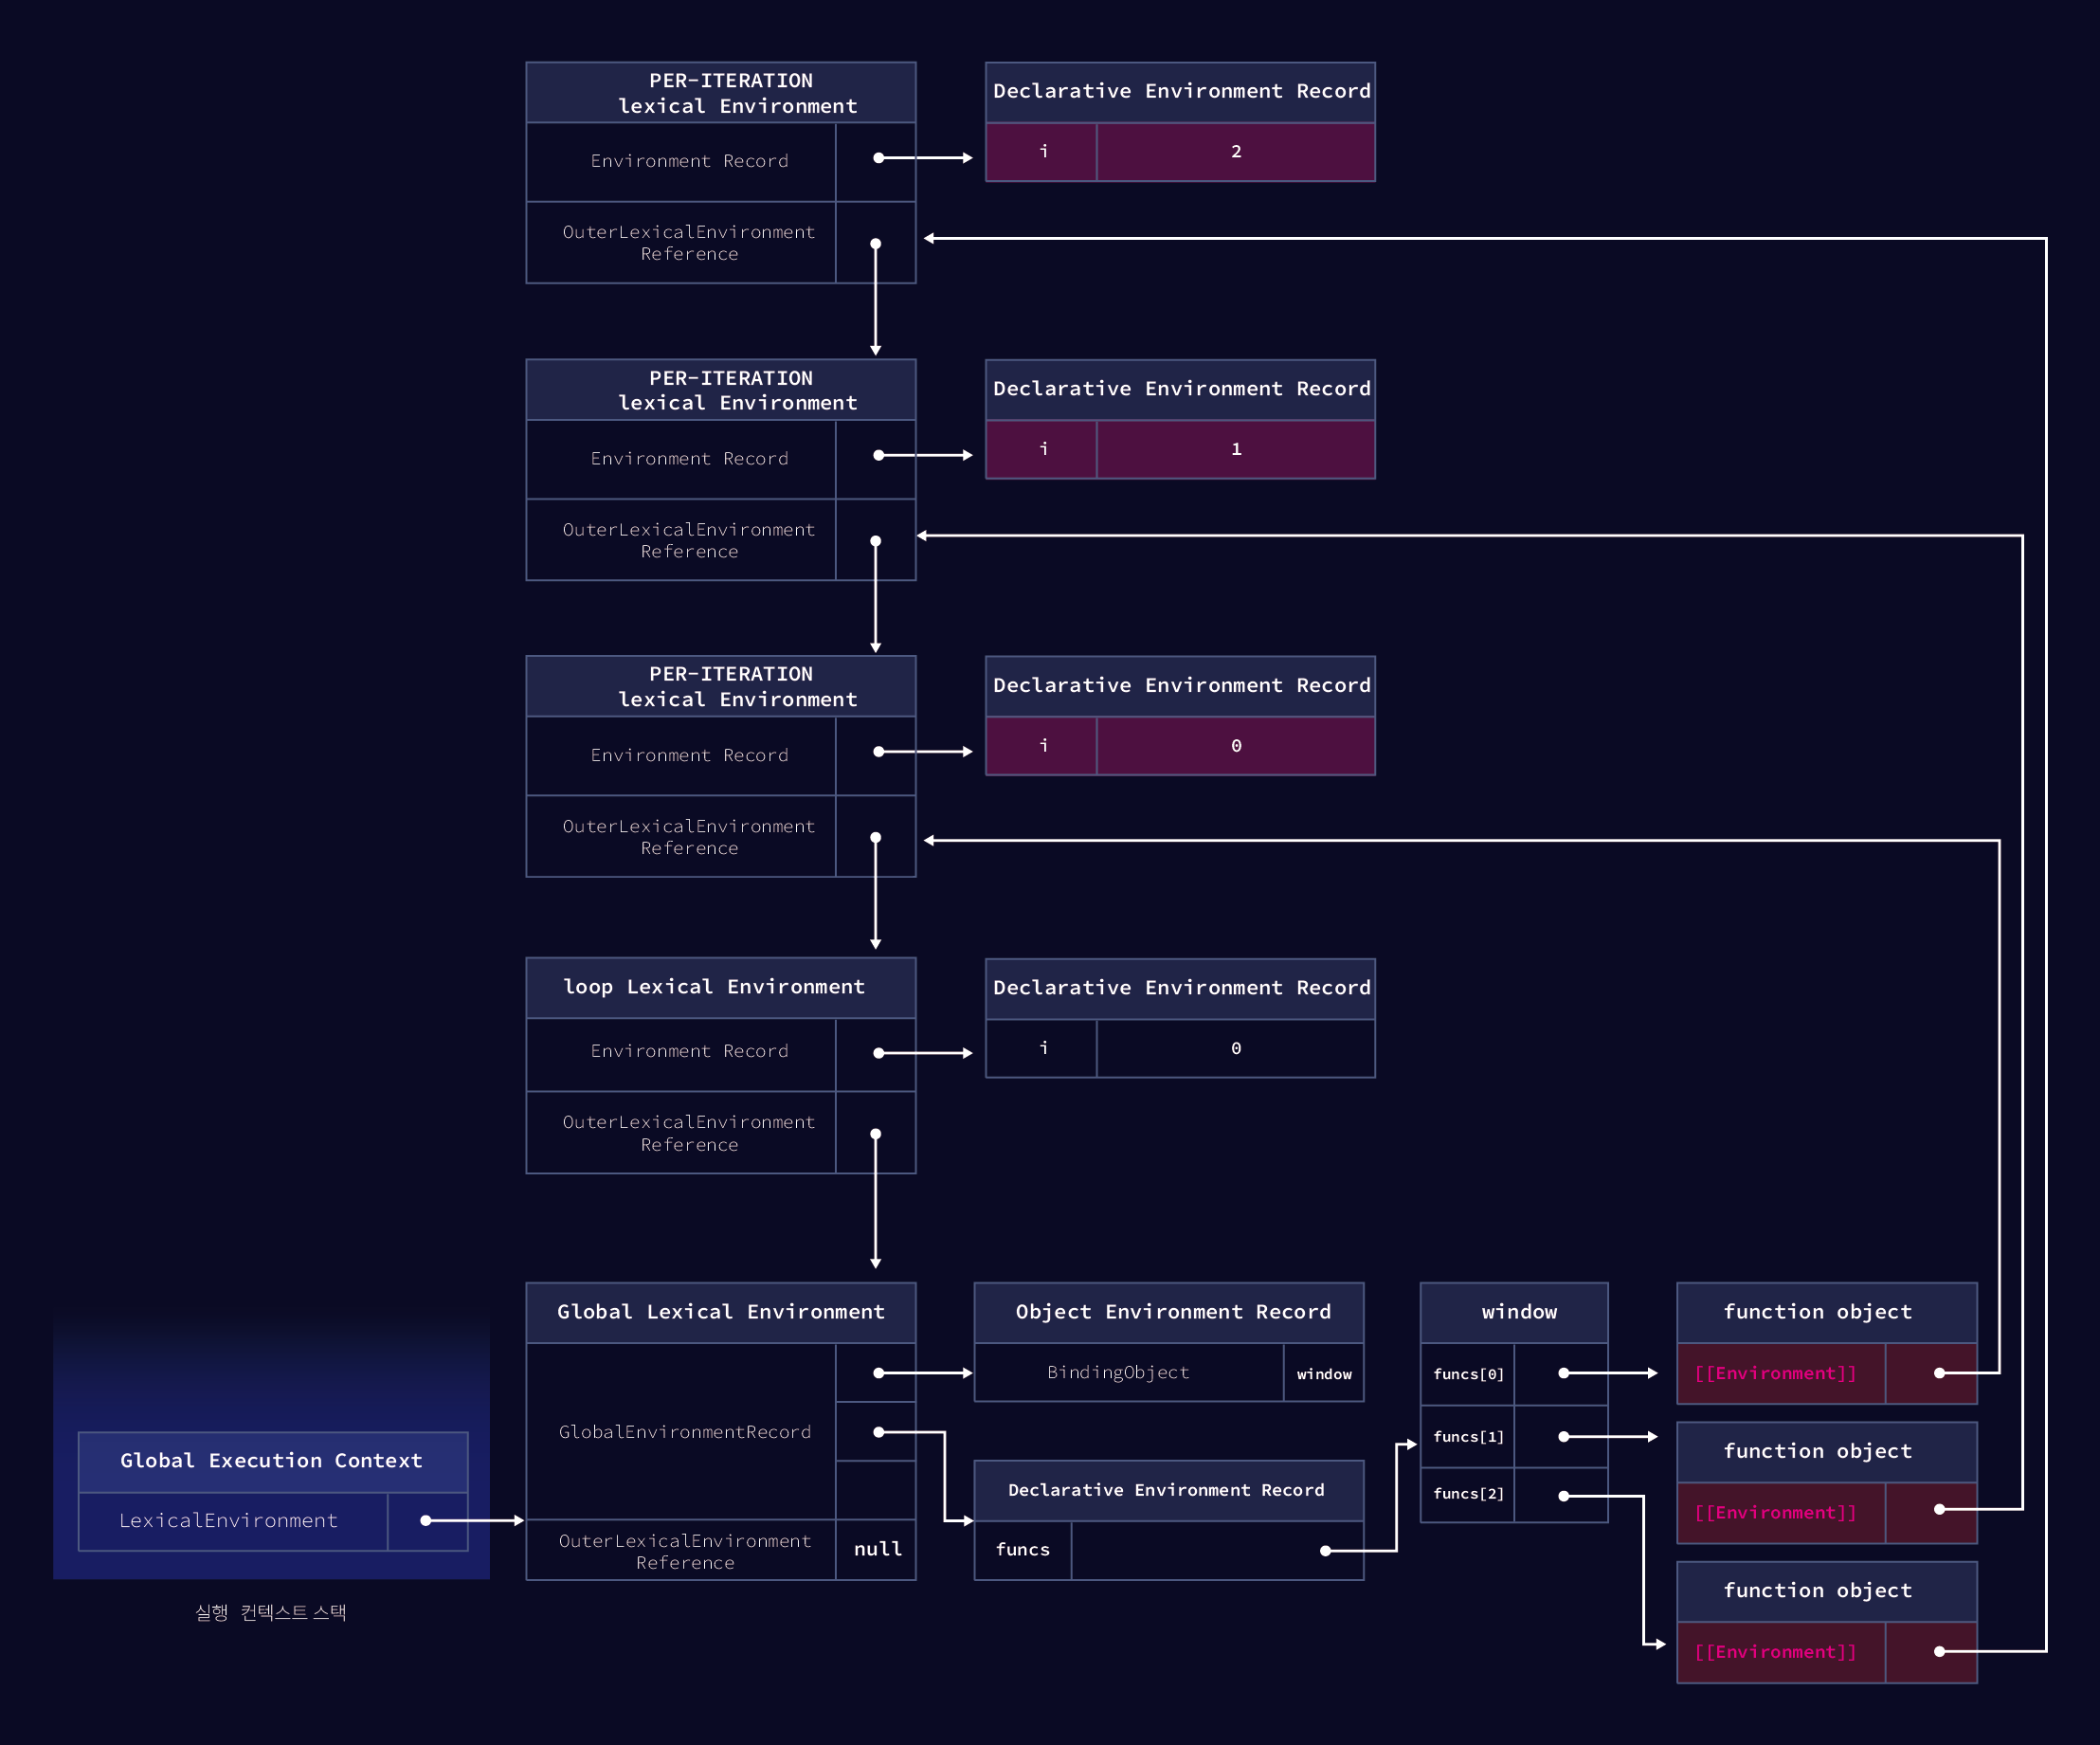 PER-ITERATION
lexical Environment
Environment Record
OuterLexicalEnvironment
Reference
Declarative Environment Record
i 2
PER-ITERATION
lexical Environment
Environment Record
OuterLexicalEnvironment
Reference
Declarative Environment Record
i 1
PER-ITERATION
lexical Environment
Environment Record
OuterLexicalEnvironment
Reference
Declarative Environment Record
i 0
loop Lexical Environment
Environment Record
OuterLexicalEnvironment
Reference
Declarative Environment Record
i 0
Global Execution Context
LexicalEnvironment
실행 컨텍스트 스택
Global Lexical Environment
GlobalEnvironmentRecord
OuterLexicalEnvironment
Reference
null
Object Environment Record
BindingObject window
Declarative Environment Record
funcs
window
funcs[0]
funcs[1]
funcs[2]
function object
[[Environment]]
function object
[[Environment]]
function object
[[Environment]]